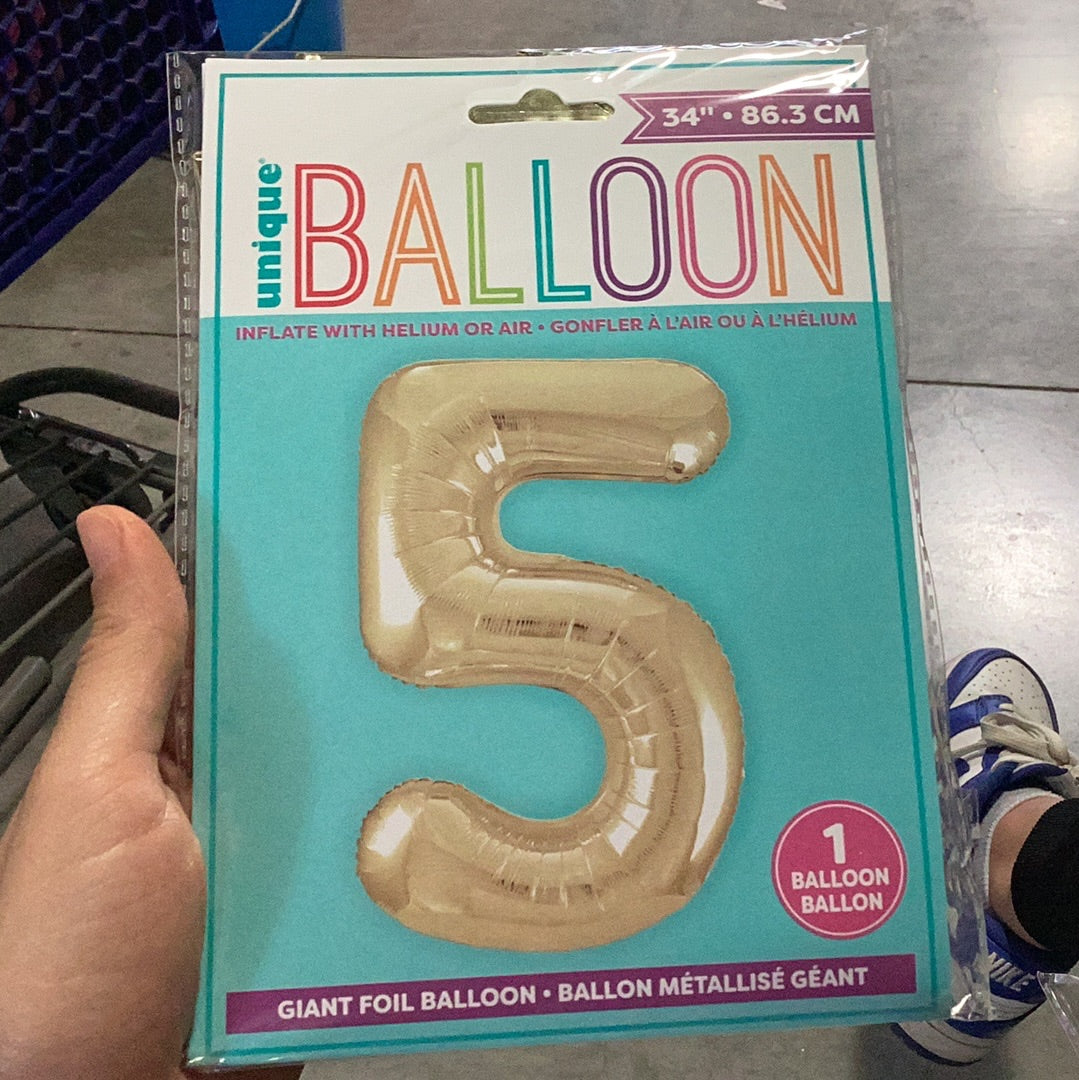 34" • 86.3 CM
unique®
BALLOON
INFLATE WITH HELIUM OR AIR • GONFLER À L'AIR OU À L'HÉLIUM
5
1
BALLOON
BALLON
GIANT FOIL BALLOON • BALLON MÉTALLISÉ GÉANT
NIKE